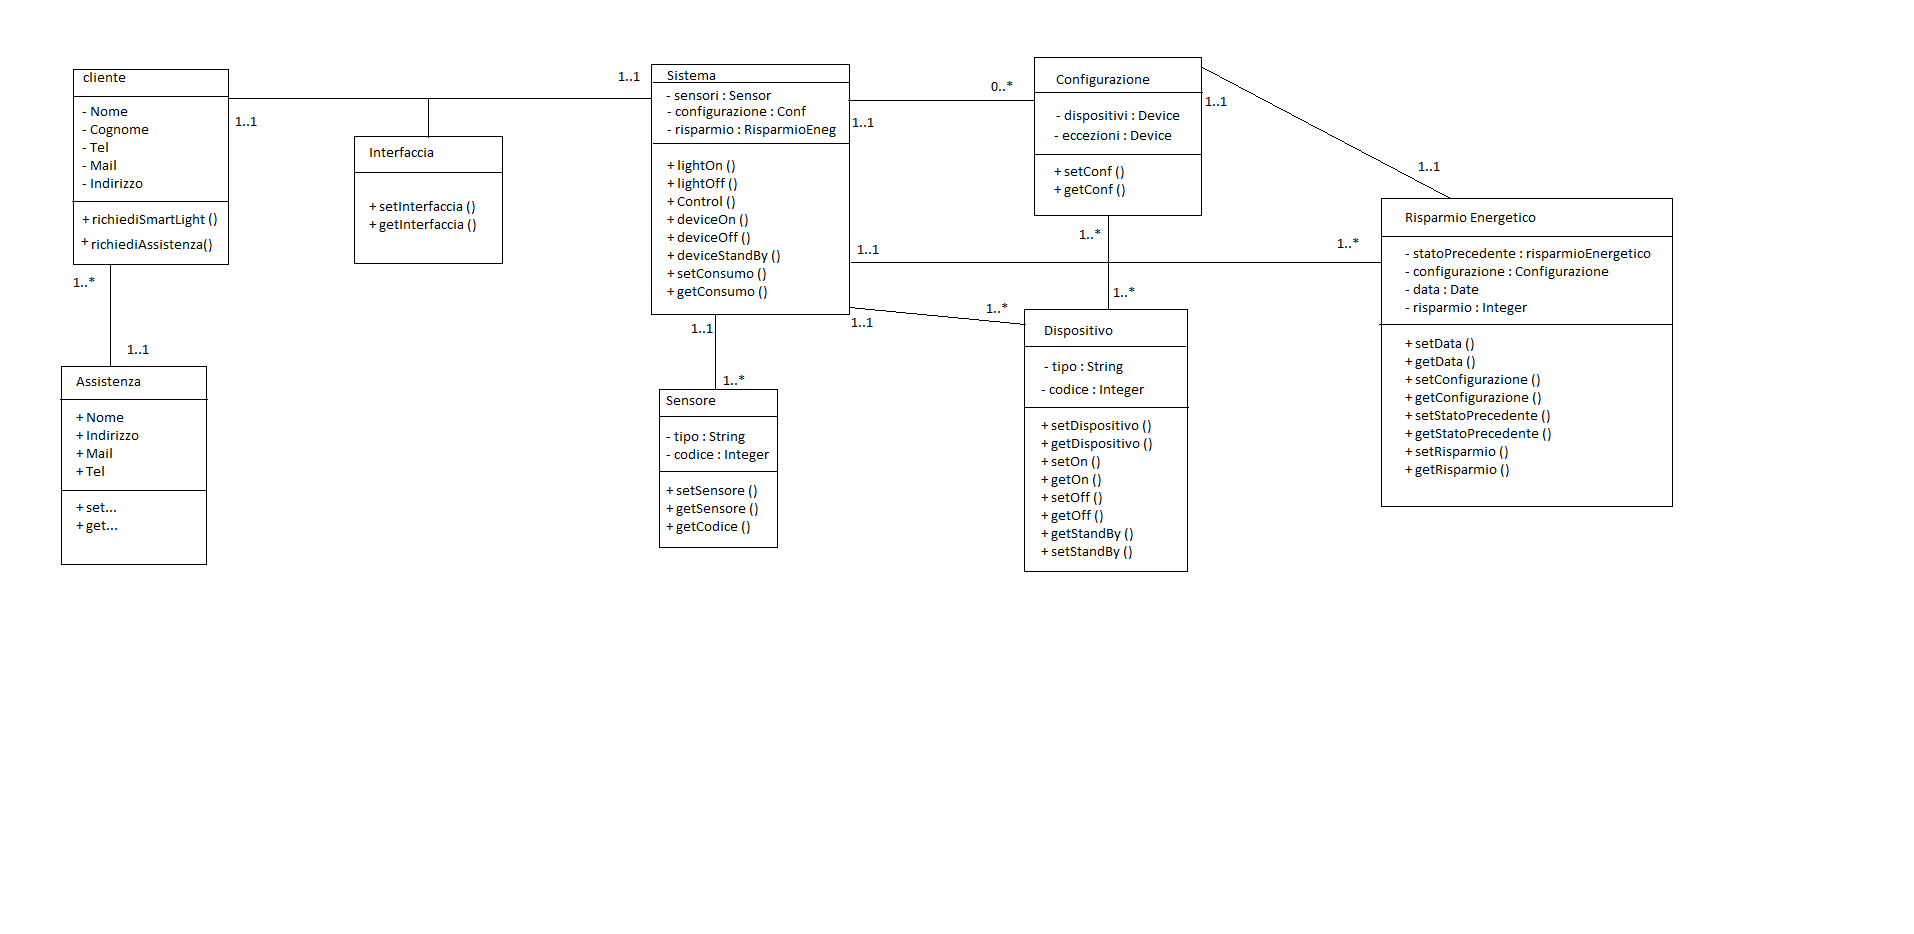 cliente
- Nome
- Cognome
- Tel
- Mail
- Indirizzo
+ richiediSmartLight ()
+ richiediAssistenza()
1..1
1..*
1..1
Assistenza
+ Nome
+ Indirizzo
+ Mail
+ Tel
+ set...
+ get...
Interfaccia
+ setInterfaccia ()
+ getInterfaccia ()
1..1
Sistema
- sensori : Sensor
- configurazione : Conf
- risparmio : RisparmioEneg
+ lightOn ()
+ lightOff ()
+ Control ()
+ deviceOn ()
+ deviceOff ()
+ deviceStandBy ()
+ setConsumo ()
+ getConsumo ()
1..1
1..*
Sensore
- tipo : String
- codice : Integer
+ setSensore ()
+ getSensore ()
+ getCodice ()
1..1
0..*
1..1
1..*
1..1
1..*
Configurazione
- dispositivi : Device
- eccezioni : Device
+ setConf ()
+ getConf ()
1..1
1..1
1..*
1..*
Dispositivo
- tipo : String
- codice : Integer
+ setDispositivo ()
+ getDispositivo ()
+ setOn ()
+ getOn ()
+ setOff ()
+ getOff ()
+ getStandBy ()
+ setStandBy ()
Risparmio Energetico
- statoPrecedente : risparmioEnergetico
- configurazione : Configurazione
- data : Date
- risparmio : Integer
+ setData ()
+ getData ()
+ setConfigurazione ()
+ getConfigurazione ()
+ setStatoPrecedente ()
+ getStatoPrecedente ()
+ setRisparmio ()
+ getRisparmio ()